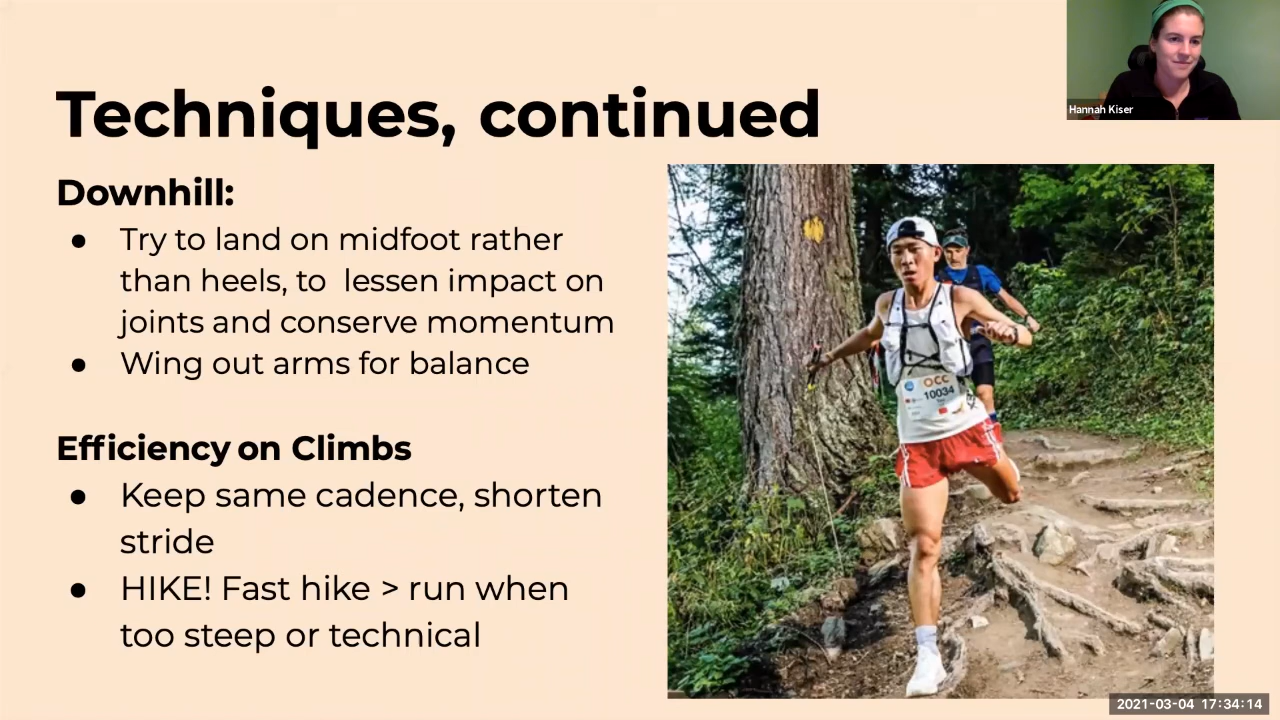 Techniques, continued
Hannah Kiser
Downhill:
● Try to land on midfoot rather
than heels, to  lessen impact on
joints and conserve momentum
● Wing out arms for balance
Efficiency on Climbs
● Keep same cadence, shorten
stride
● HIKE! Fast hike > run when
too steep or technical
OCC
10034
2021-03-04 17:34:14